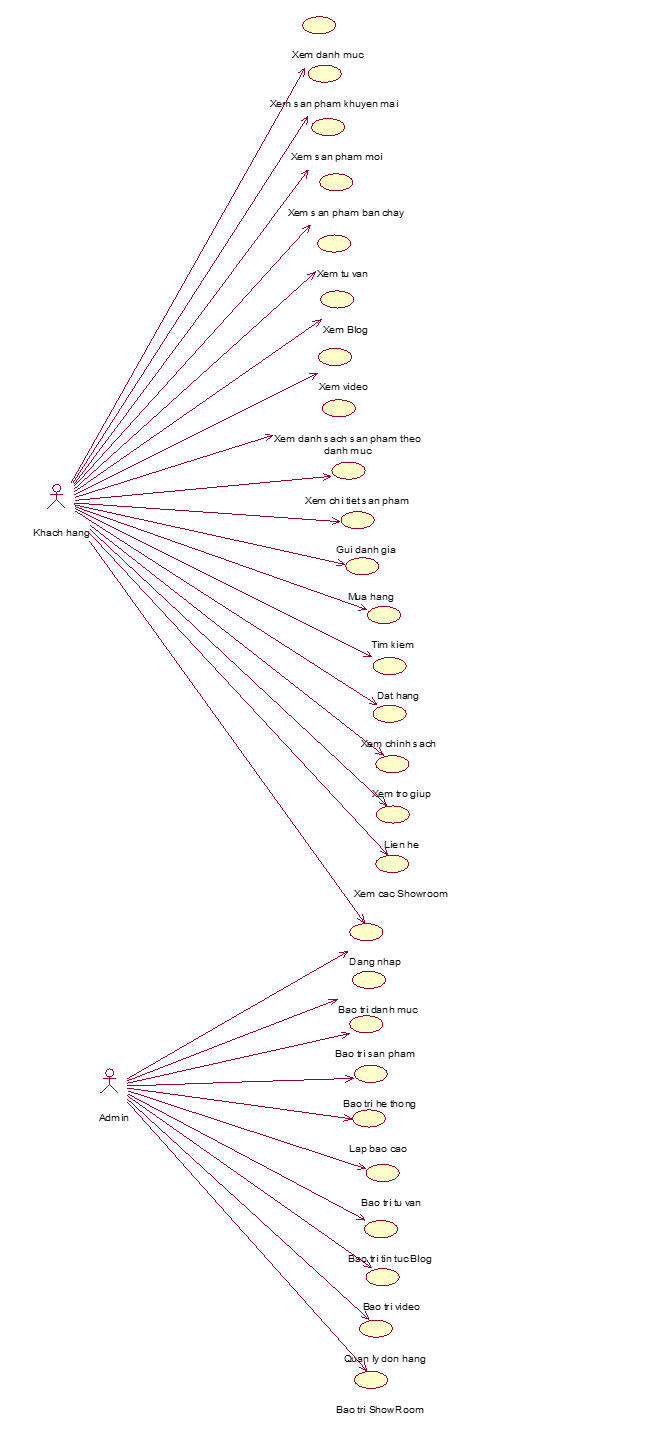 Xem danh muc
Xem san pham khuyen mai
Xem san pham moi
Xem san pham ban chay
Xem tu van
Xem Blog
Xem video
Xem danh sach san pham theo
danh muc
Xem chi tiet san pham
Khach hang
Gui danh gia
Mua hang
Tim kiem
Dat hang
Xem chinh sach
Xem tro giup
Lien he
Xem cac Showroom
Dang nhap
Bao tri danh muc
Bao tri san pham
Bao tri he thong
Admin
Lap bao cao
Bao tri tu van
Bao tri tin tuc Blog
Bao tri video
Quan ly don hang
Bao tri ShowRoom